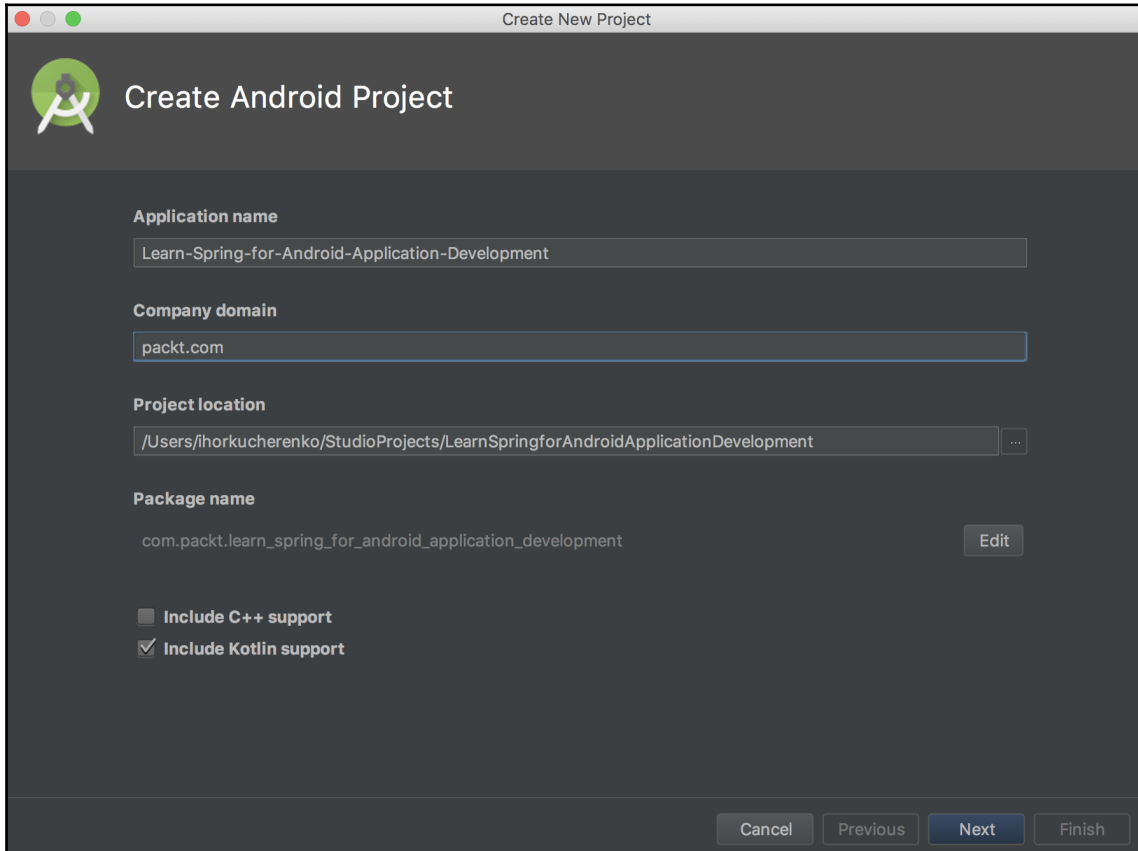 Create New Project
Create Android Project
Application name
Learn-Spring-for-Android-Application-Development
Company domain
packt.com
Project location
/Users/ihorkucherenko/StudioProjects/LearnSpringforAndroidApplicationDevelopment
...
Package name
com.packt.learn_spring_for_android_application_development
Edit
Include C++ support
Include Kotlin support
Cancel Previous Next Finish